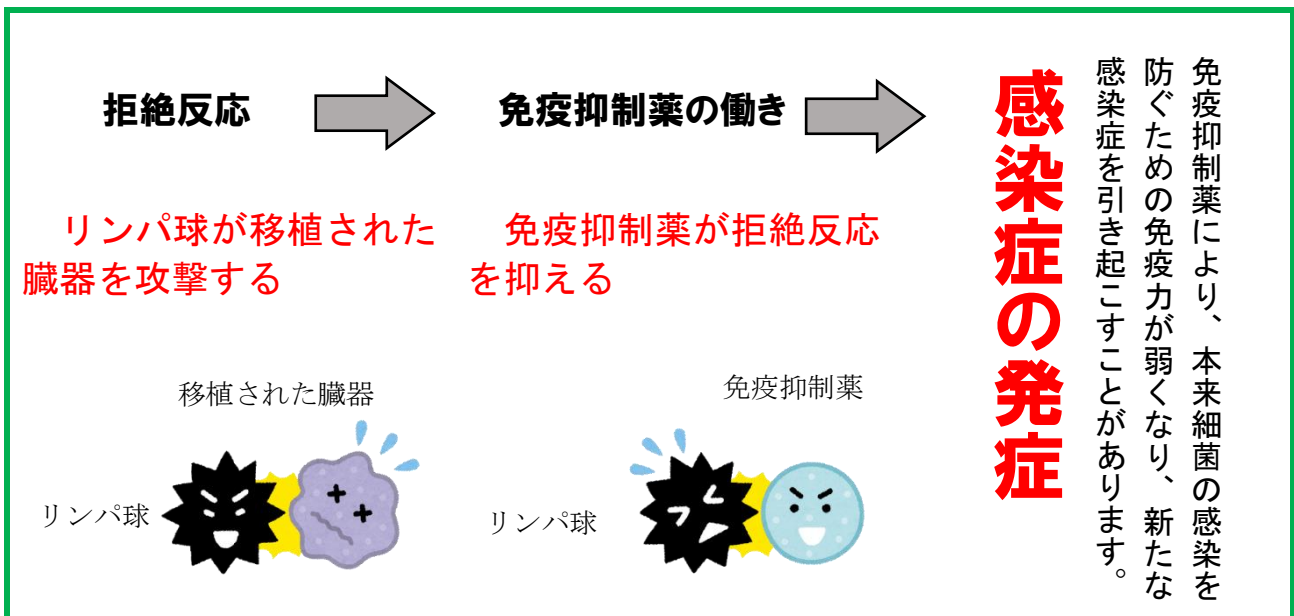 拒絶反応
免疫抑制薬の働き
リンパ球が移植された
臓器を攻撃する
免疫抑制薬が拒絶反応
を抑える
移植された臓器
リンパ球
免疫抑制薬
リンパ球
感染症の発症
免疫抑制薬により、本来細菌の感染を
防ぐための免疫力が弱くなり、新たな
感染症を引き起こすことがあります。